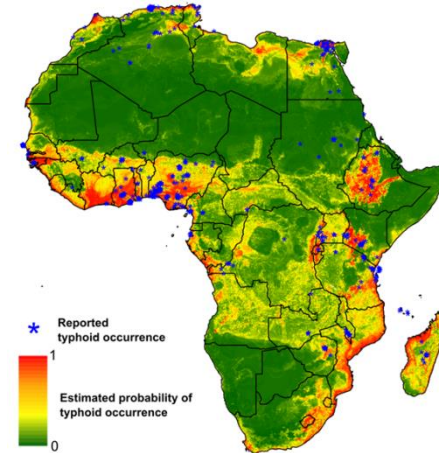 Reported
typhoid occurrence
1
Estimated probability of
typhoid occurrence
0